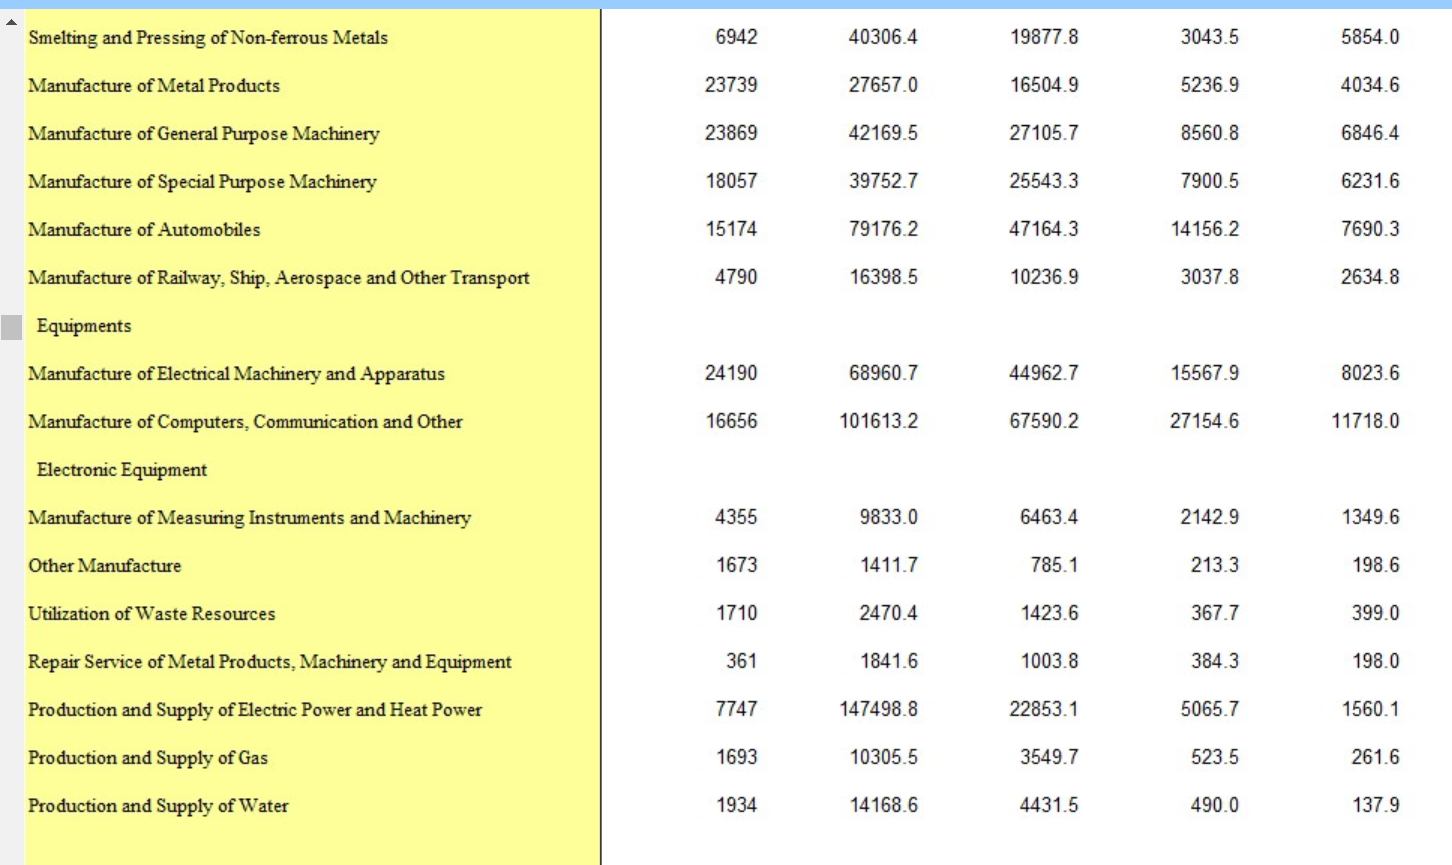 Smelting and Pressing of Non-ferrous Metals 6942 40306.4 19877.8 3043.5 5854.0
Manufacture of Metal Products 23739 27657.0 16504.9 5236.9 4034.6
Manufacture of General Purpose Machinery 23869 42169.5 27105.7 8560.8 6846.4
Manufacture of Special Purpose Machinery 18057 39752.7 25543.3 7900.5 6231.6
Manufacture of Automobiles 15174 79176.2 47164.3 14156.2 7690.3
Manufacture of Railway, Ship, Aerospace and Other Transport 4790 16398.5 10236.9 3037.8 2634.8
Equipments
Manufacture of Electrical Machinery and Apparatus 24190 68960.7 44962.7 15567.9 8023.6
Manufacture of Computers, Communication and Other 16656 101613.2 67590.2 27154.6 11718.0
Electronic Equipment
Manufacture of Measuring Instruments and Machinery 4355 9833.0 6463.4 2142.9 1349.6
Other Manufacture 1673 1411.7 785.1 213.3 198.6
Utilization of Waste Resources 1710 2470.4 1423.6 367.7 399.0
Repair Service of Metal Products, Machinery and Equipment 361 1841.6 1003.8 384.3 198.0
Production and Supply of Electric Power and Heat Power 7747 147498.8 22853.1 5065.7 1560.1
Production and Supply of Gas 1693 10305.5 3549.7 523.5 261.6
Production and Supply of Water 1934 14168.6 4431.5 490.0 137.9